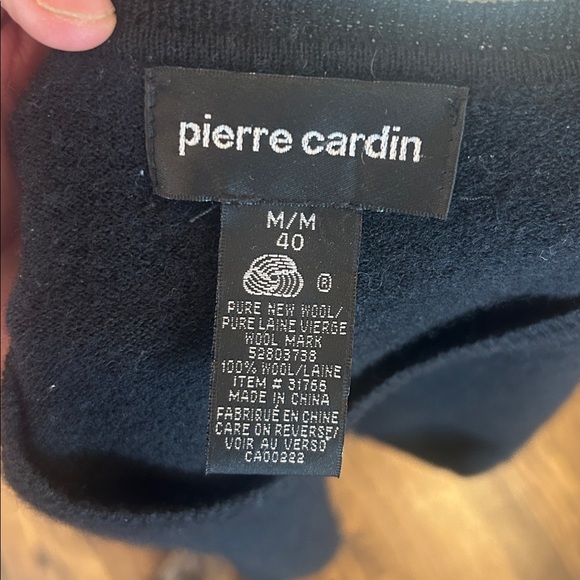 pierre cardin
M/M
40
®
PURE NEW WOOL/
PURE LAINE VIERGE
WOOL MARK
52803738
100% WOOL/LAINE
ITEM # 31766
MADE IN CHINA
FABRIQUÉ EN CHINE
CARE ON REVERSE/
VOIR AU VERSO
CA00222